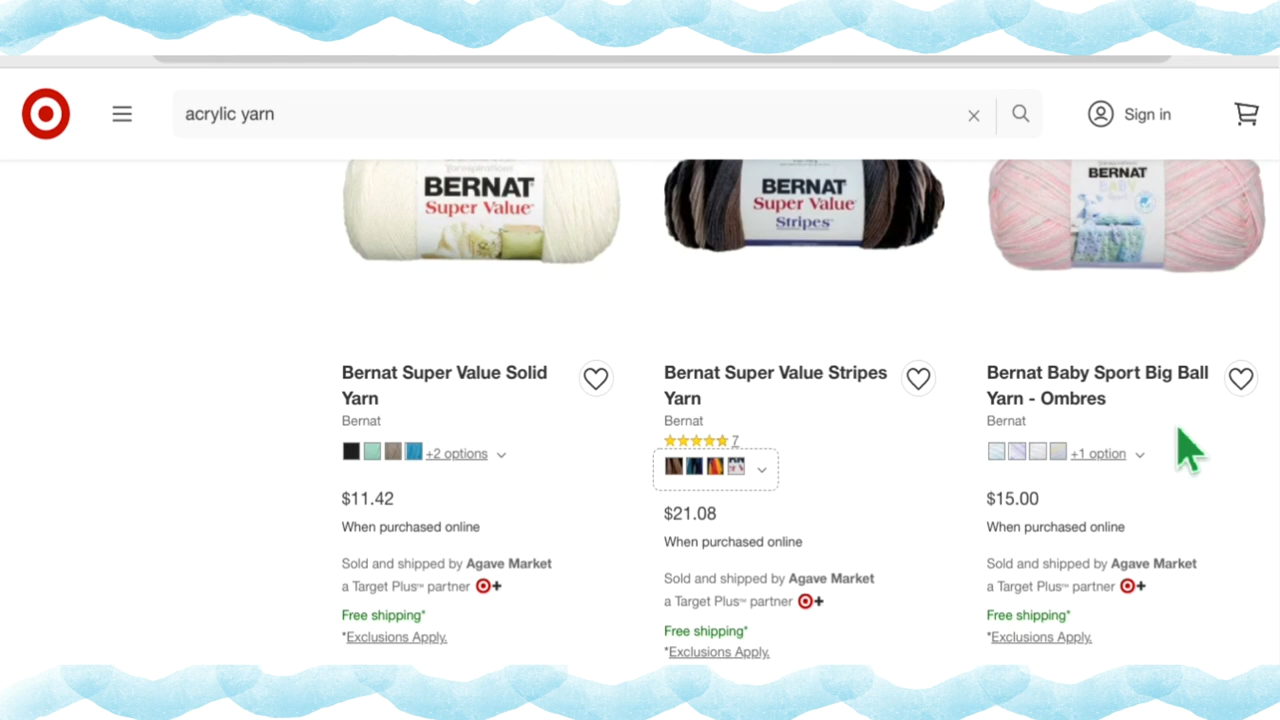 acrylic yarn
Sign in
BERNAT
Super Value
BERNAT
Super Value
Stripes
BERNAT
BABY
Sport
Bernat Super Value Solid
Yarn
Bernat
+2 options
$11.42
When purchased online
Sold and shipped by Agave Market
a Target Plus™ partner
Free shipping*
*Exclusions Apply.
Bernat Super Value Stripes
Yarn
Bernat
7
$21.08
When purchased online
Sold and shipped by Agave Market
a Target Plus™ partner
Free shipping*
*Exclusions Apply.
Bernat Baby Sport Big Ball
Yarn - Ombres
Bernat
+1 option
$15.00
When purchased online
Sold and shipped by Agave Market
a Target Plus™ partner
Free shipping*
*Exclusions Apply.